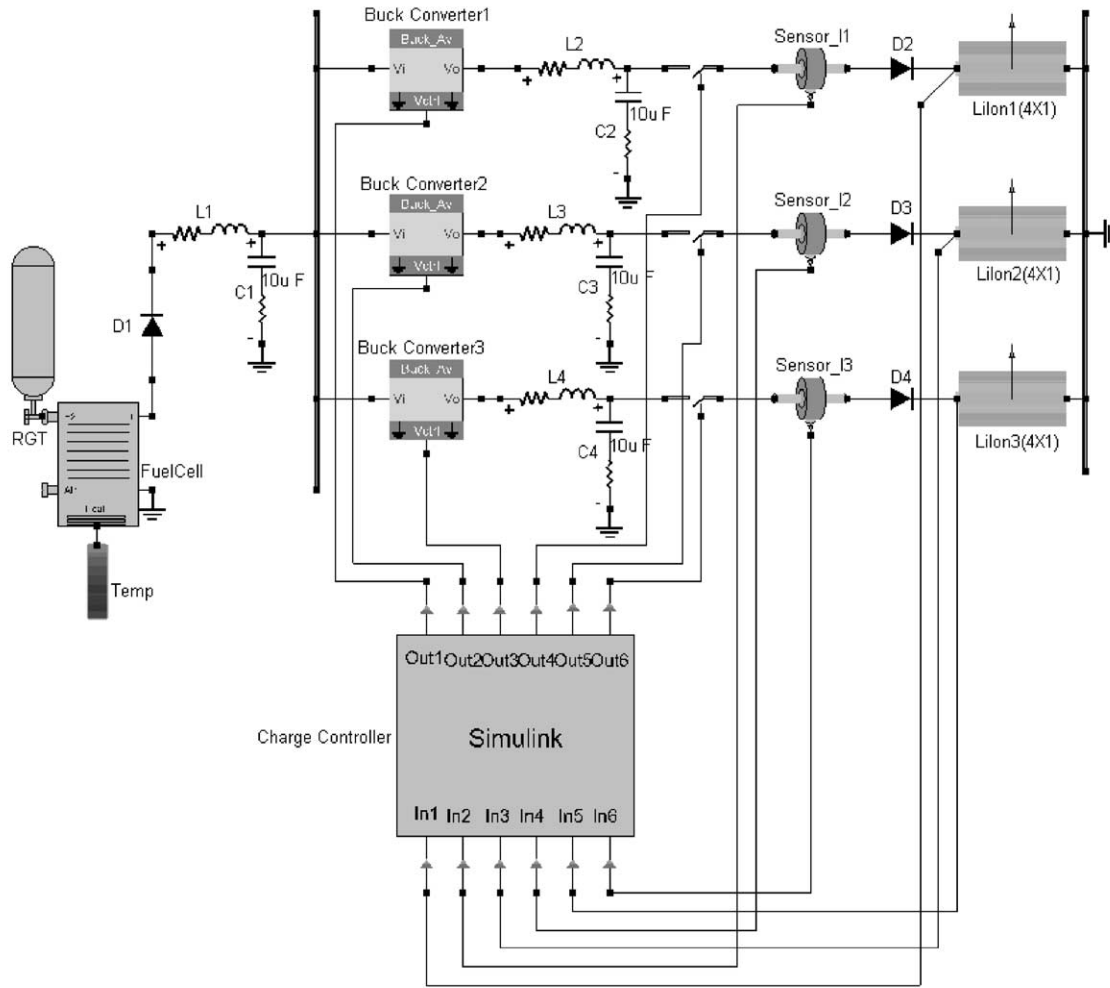 Buck Converter1
Buck_Av
Vi Vo
Vctrl
L2
+
+
10u F
C2
-
Sensor_I1
D2
LiIon1(4X1)
Buck Converter2
Buck_Av
Vi Vo
Vctrl
L1
+
+
10u F
C1
-
L3
+
+
10u F
C3
-
Sensor_I2
D3
LiIon2(4X1)
D1
Buck Converter3
Buck_Av
Vi Vo
Vctrl
L4
+
+
10u F
C4
-
Sensor_I3
D4
LiIon3(4X1)
RGT
FuelCell
Air
Temp
Out1 Out2 Out3 Out4 Out5 Out6
Charge Controller
Simulink
In1 In2 In3 In4 In5 In6